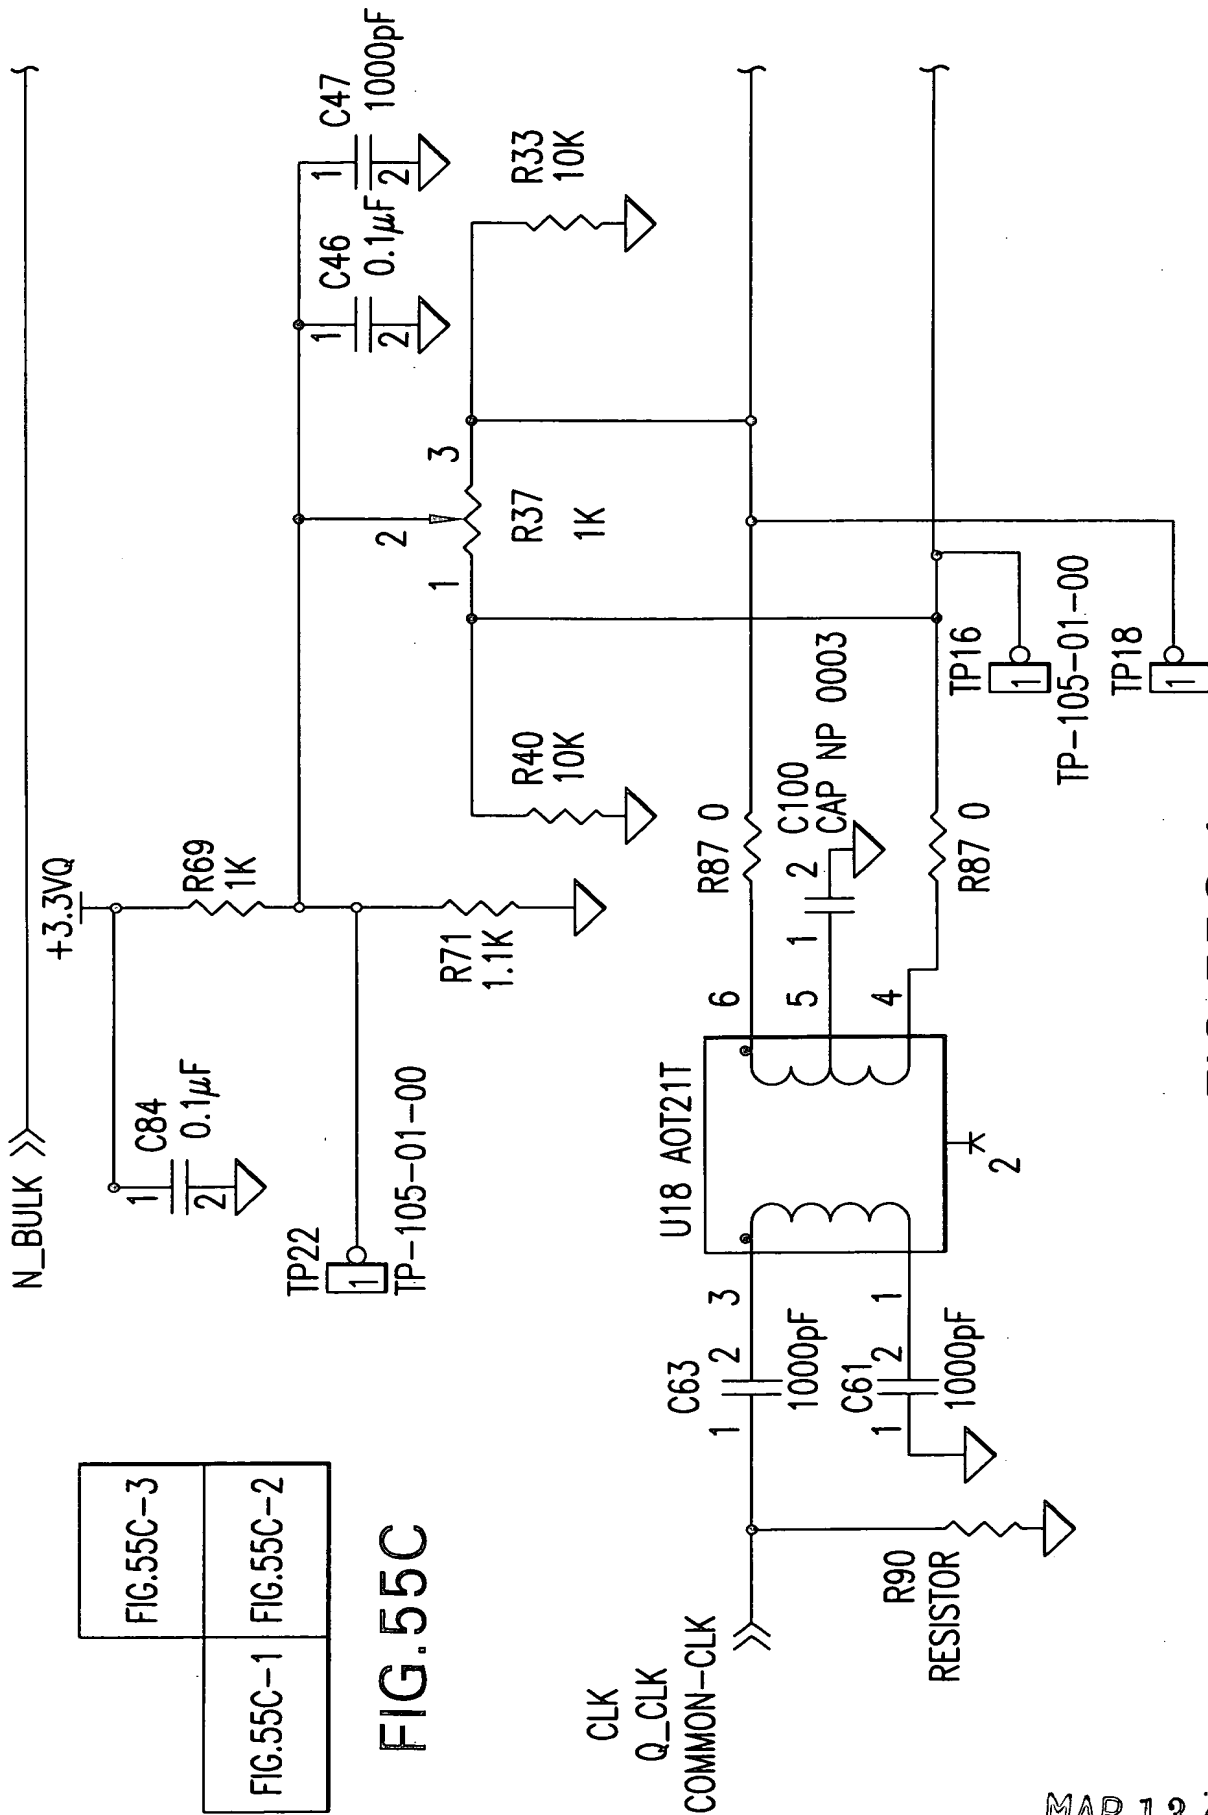 N_BULK
+3.3VQ
C84
0.1µF
1
2
R69
1K
TP22
1
TP-105-01-00
R71
1.1K
C46
0.1µF
1
2
C47
1000pF
1
2
R40
10K
1
2
3
R37
1K
R33
10K
FIG.55C-3
FIG.55C-1
FIG.55C-2
FIG.55C
CLK
Q_CLK
COMMON-CLK
R90
RESISTOR
C63
1
2
1000pF
3
C61
1
2
1000pF
1
U18 AOT21T
2
6
5
4
R87 0
C100
CAP NP 0003
1
2
R87 0
TP16
1
TP-105-01-00
TP18
1